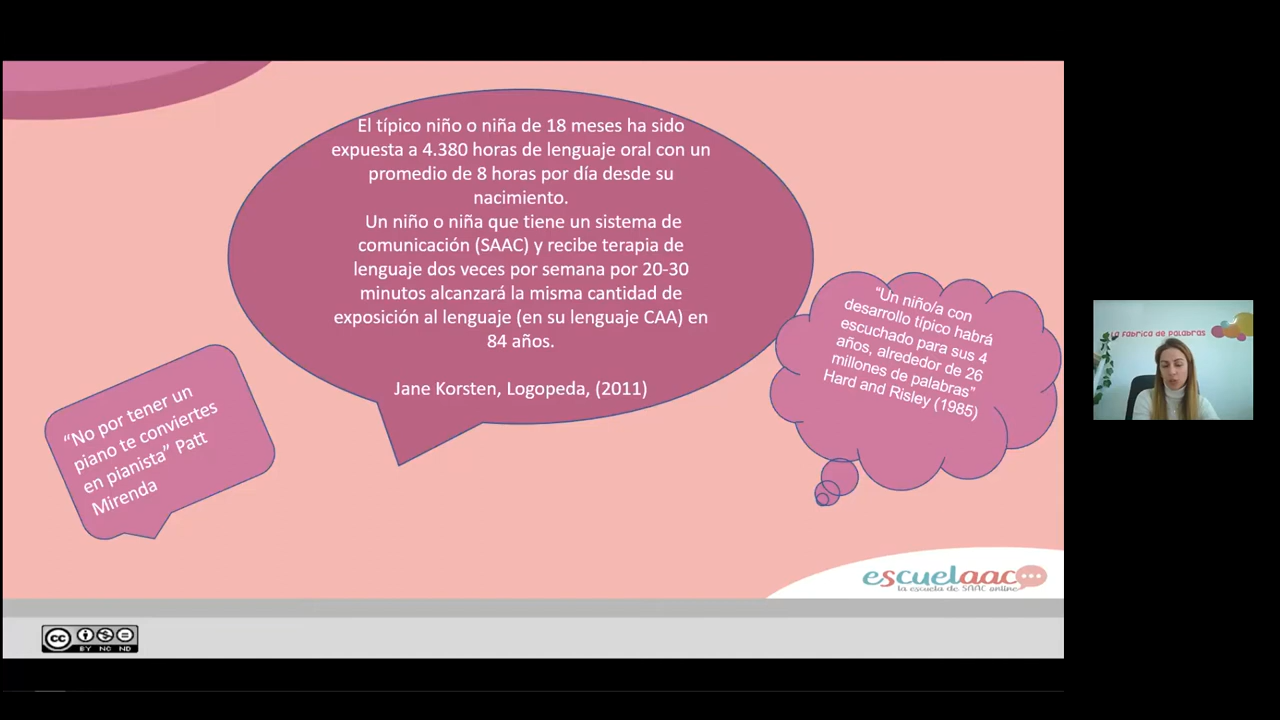 El típico niño o niña de 18 meses ha sido
expuesta a 4.380 horas de lenguaje oral con un
promedio de 8 horas por día desde su
nacimiento.
Un niño o niña que tiene un sistema de
comunicación (SAAC) y recibe terapia de
lenguaje dos veces por semana por 20-30
minutos alcanzará la misma cantidad de
exposición al lenguaje (en su lenguaje CAA) en
84 años.
Jane Korsten, Logopeda, (2011)
“Un niño/a con
desarrollo típico habrá
escuchado para sus 4
años, alrededor de 26
millones de palabras”
Hard and Risley (1985)
“No por tener un
piano te conviertes
en pianista” Patt
Mirenda
la fabrica de palabras
escuelaac
la escuela de SAAC online
cc
BY NC ND